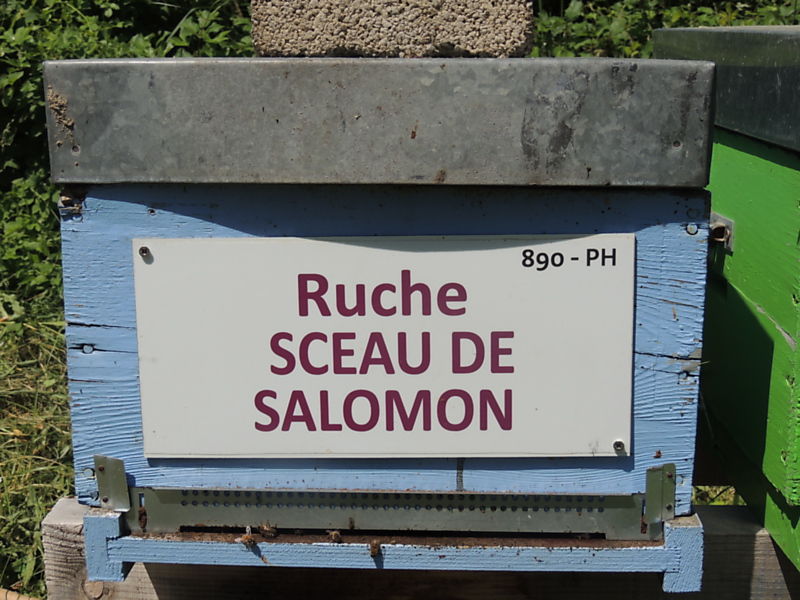 890 - PH
Ruche
SCEAU DE
SALOMON